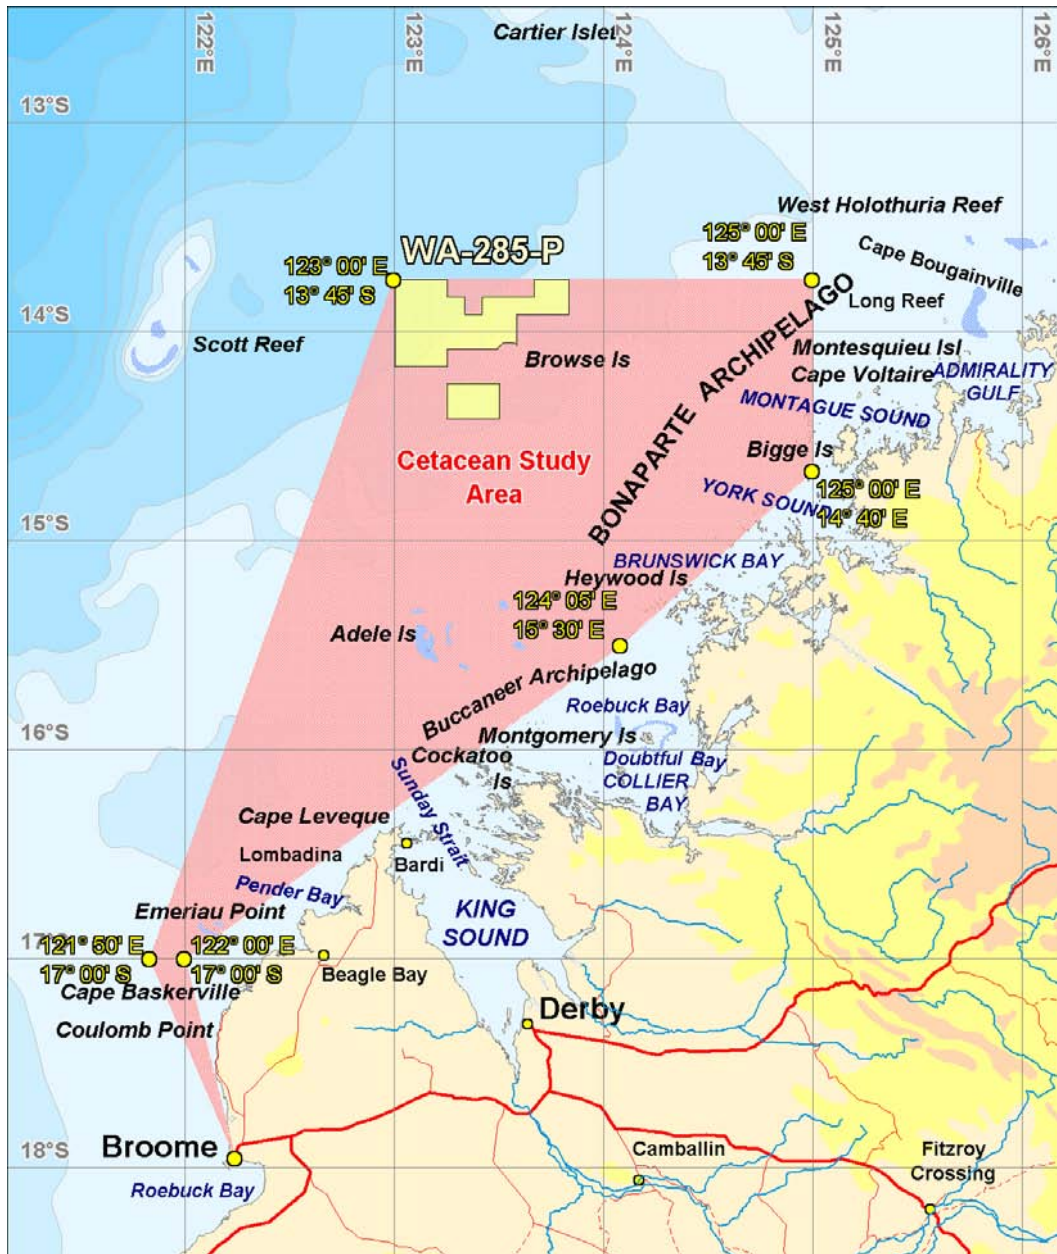 122°E
123°E
Cartier Islet
124°E
125°E
126°E
13°S
West Holothuria Reef
WA-285-P
123° 00' E
13° 45' S
125° 00' E
13° 45' S
Cape Bougainville
Long Reef
14°S
Scott Reef
Browse Is
BONAPARTE ARCHIPELAGO
Montesquieu Isl
Cape Voltaire
ADMIRALITY
GULF
MONTAGUE SOUND
Cetacean Study
Area
Bigge Is
YORK SOUND
125° 00' E
14° 40' E
15°S
BRUNSWICK BAY
Heywood Is
124° 05' E
15° 30' E
Adele Is
Buccaneer Archipelago
Roebuck Bay
16°S
Montgomery Is
Cockatoo
Is
Doubtful Bay
COLLIER
BAY
Sunday Strait
Cape Leveque
Lombadina
Bardi
Pender Bay
Emeriau Point
KING
SOUND
17°S
121° 50' E
17° 00' S
122° 00' E
17° 00' S
Beagle Bay
Cape Baskerville
Derby
Coulomb Point
18°S
Broome
Camballin
Fitzroy
Crossing
Roebuck Bay